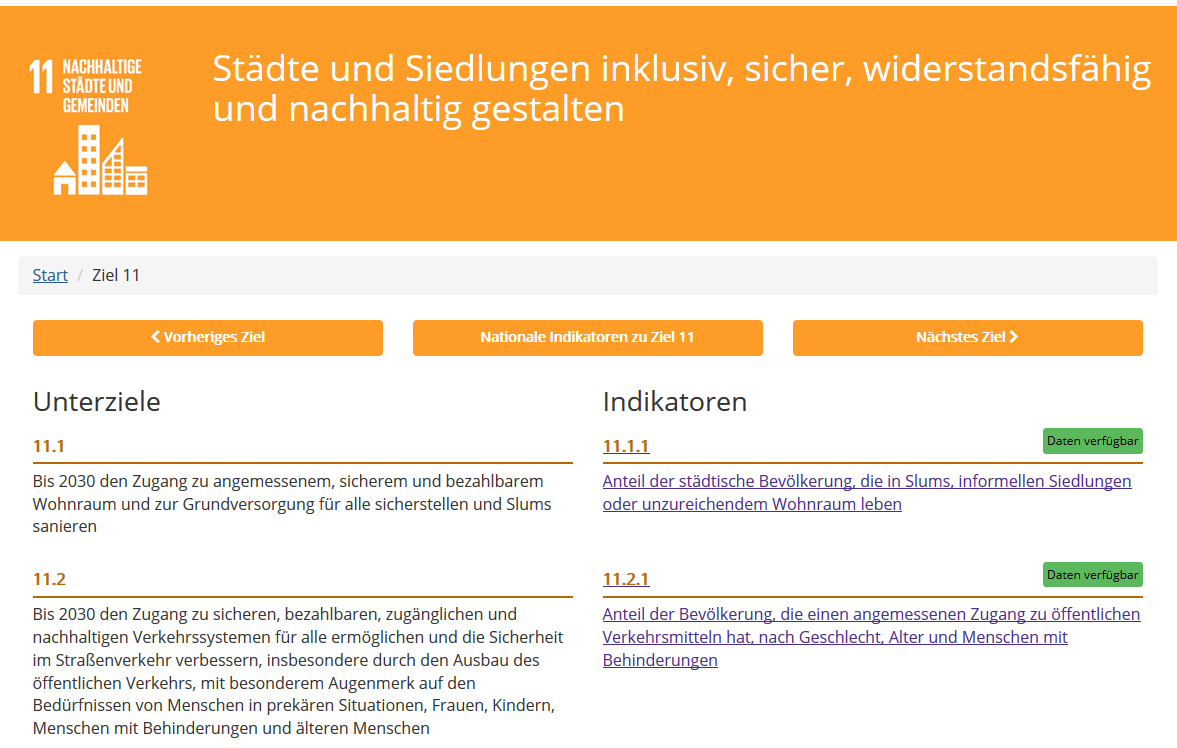 11 NACHHALTIGE
STÄDTE UND
GEMEINDEN
Städte und Siedlungen inklusiv, sicher, widerstandsfähig
und nachhaltig gestalten
Start / Ziel 11
Vorheriges Ziel
Nationale Indikatoren zu Ziel 11
Nächstes Ziel
Unterziele
11.1
Bis 2030 den Zugang zu angemessenem, sicherem und bezahlbarem
Wohnraum und zur Grundversorgung für alle sicherstellen und Slums
sanieren
Indikatoren
11.1.1
Daten verfügbar
Anteil der städtische Bevölkerung, die in Slums, informellen Siedlungen
oder unzureichendem Wohnraum leben
11.2
Bis 2030 den Zugang zu sicheren, bezahlbaren, zugänglichen und
nachhaltigen Verkehrssystemen für alle ermöglichen und die Sicherheit
im Straßenverkehr verbessern, insbesondere durch den Ausbau des
öffentlichen Verkehrs, mit besonderem Augenmerk auf den
Bedürfnissen von Menschen in prekären Situationen, Frauen, Kindern,
Menschen mit Behinderungen und älteren Menschen
11.2.1
Daten verfügbar
Anteil der Bevölkerung, die einen angemessenen Zugang zu öffentlichen
Verkehrsmitteln hat, nach Geschlecht, Alter und Menschen mit
Behinderungen